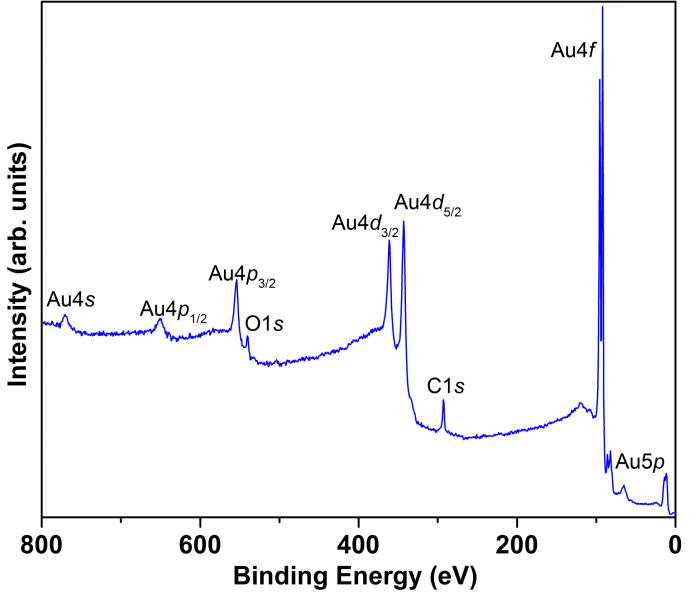 Au4f
Au4d5/2
Au4d3/2
Au4p3/2
Au4s
Au4p1/2
O1s
C1s
Au5p
Intensity (arb. units)
800 600 400 200 0
Binding Energy (eV)